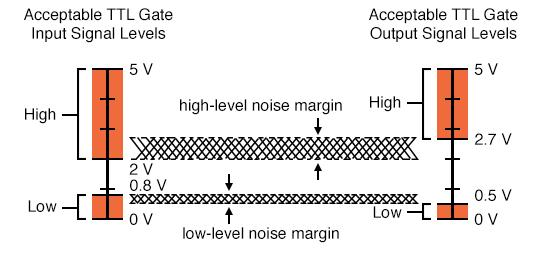 Acceptable TTL Gate
Input Signal Levels
Acceptable TTL Gate
Output Signal Levels
5 V
High
2 V
0.8 V
Low
0 V
high-level noise margin
low-level noise margin
5 V
High
2.7 V
0.5 V
Low
0 V